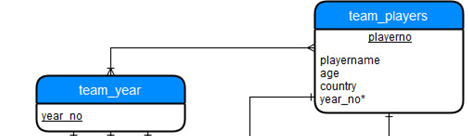 team_players
playerno
playername
age
country
year_no*
team_year
year_no